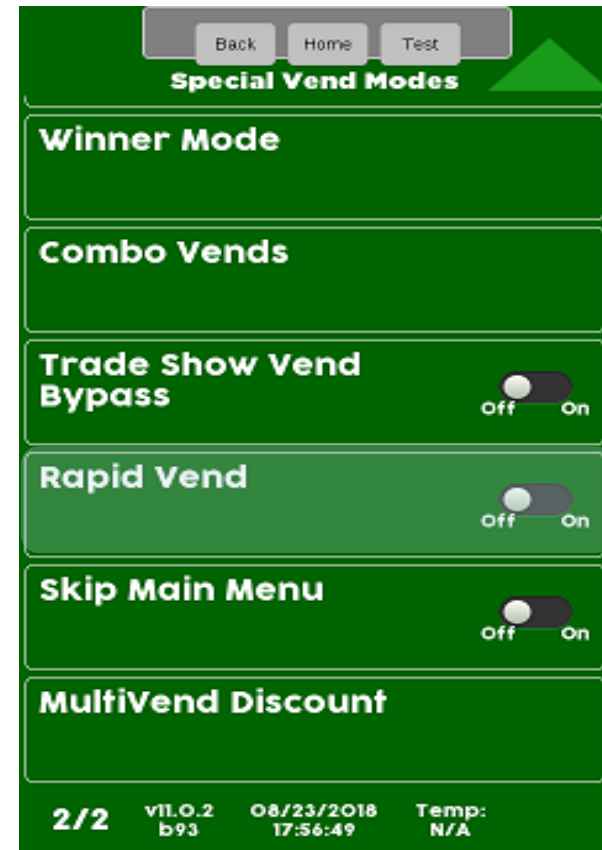 Back Home Test
Special Vend Modes
Winner Mode
Combo Vends
Trade Show Vend
Bypass
Off On
Rapid Vend
Off On
Skip Main Menu
Off On
MultiVend Discount
2/2 v11.0.2 08/23/2018 Temp:
b93 17:56:49 N/A